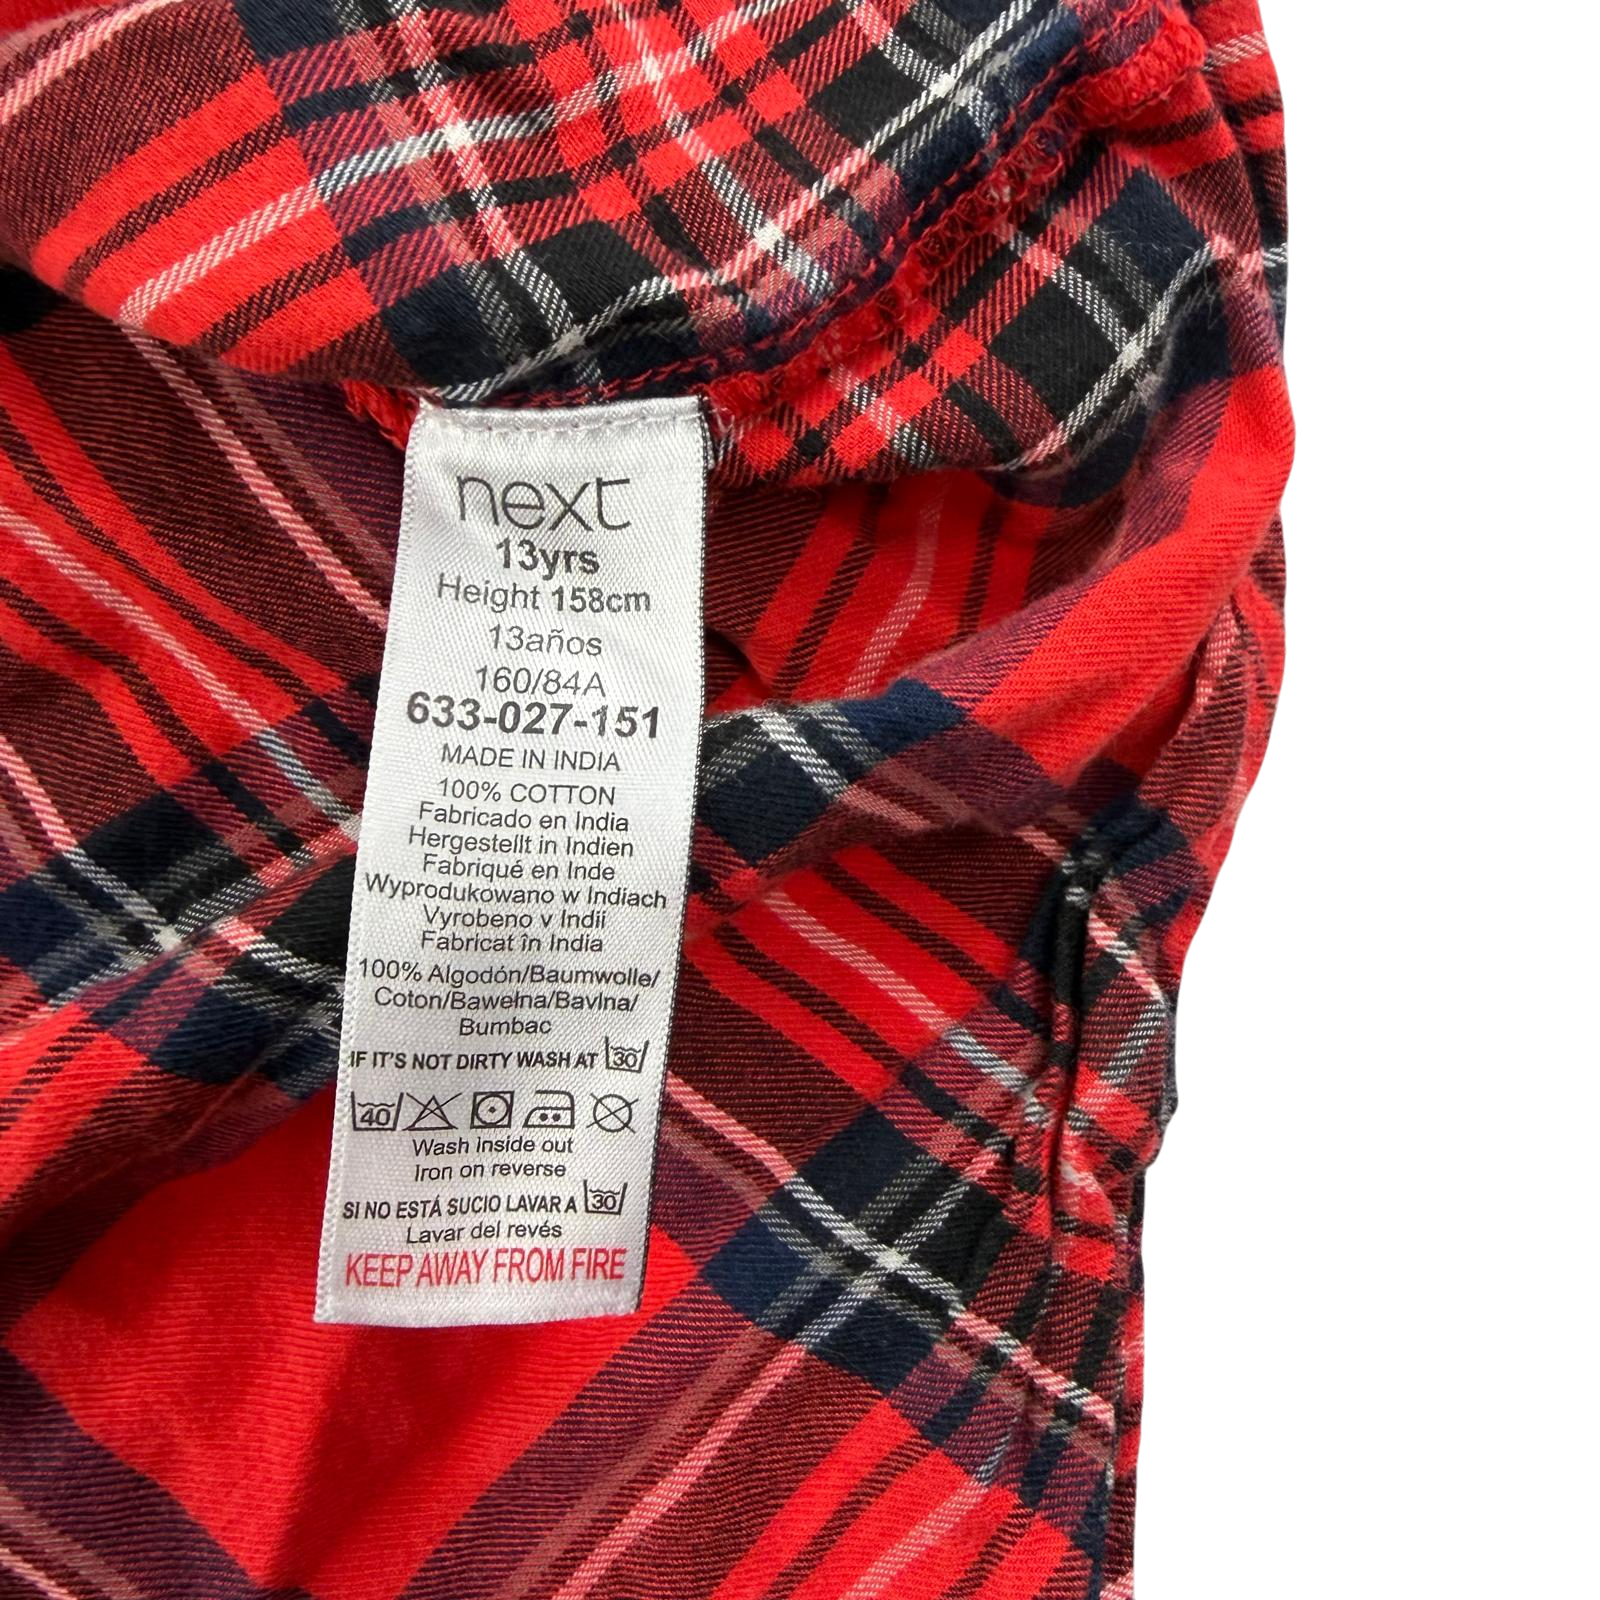 next
13yrs
Height 158cm
13años
160/84A
633-027-151
MADE IN INDIA
100% COTTON
Fabricado en India
Hergestellt in Indien
Fabriqué en Inde
Wyprodukowano w Indiach
Vyrobeno v Indii
Fabricat în India
100% Algodón/Baumwolle/
Coton/Bawełna/Bavlna/
Bumbac
IF IT'S NOT DIRTY WASH AT 30
40
Wash inside out
Iron on reverse
SI NO ESTÁ SUCIO LAVAR A 30
Lavar del revés
KEEP AWAY FROM FIRE